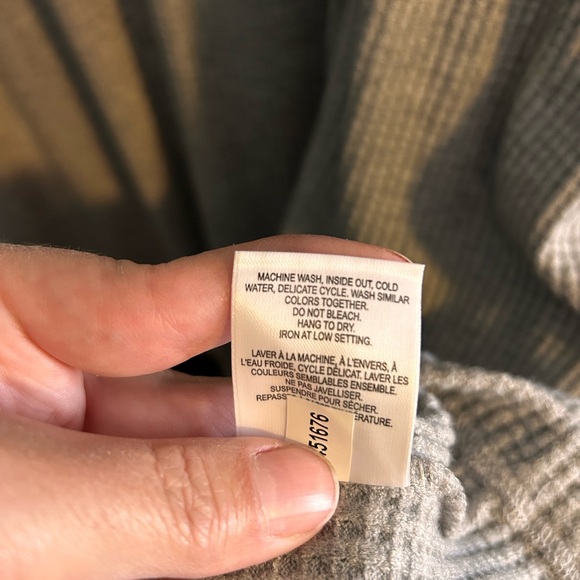 MACHINE WASH, INSIDE OUT, COLD
WATER, DELICATE CYCLE. WASH SIMILAR
COLORS TOGETHER.
DO NOT BLEACH.
HANG TO DRY.
IRON AT LOW SETTING.
LAVER À LA MACHINE, À L'ENVERS, À
L'EAU FROIDE, CYCLE DÉLICAT. LAVER LES
COULEURS SEMBLABLES ENSEMBLE.
NE PAS JAVELLISER.
SUSPENDRE POUR SÉCHER.
51676